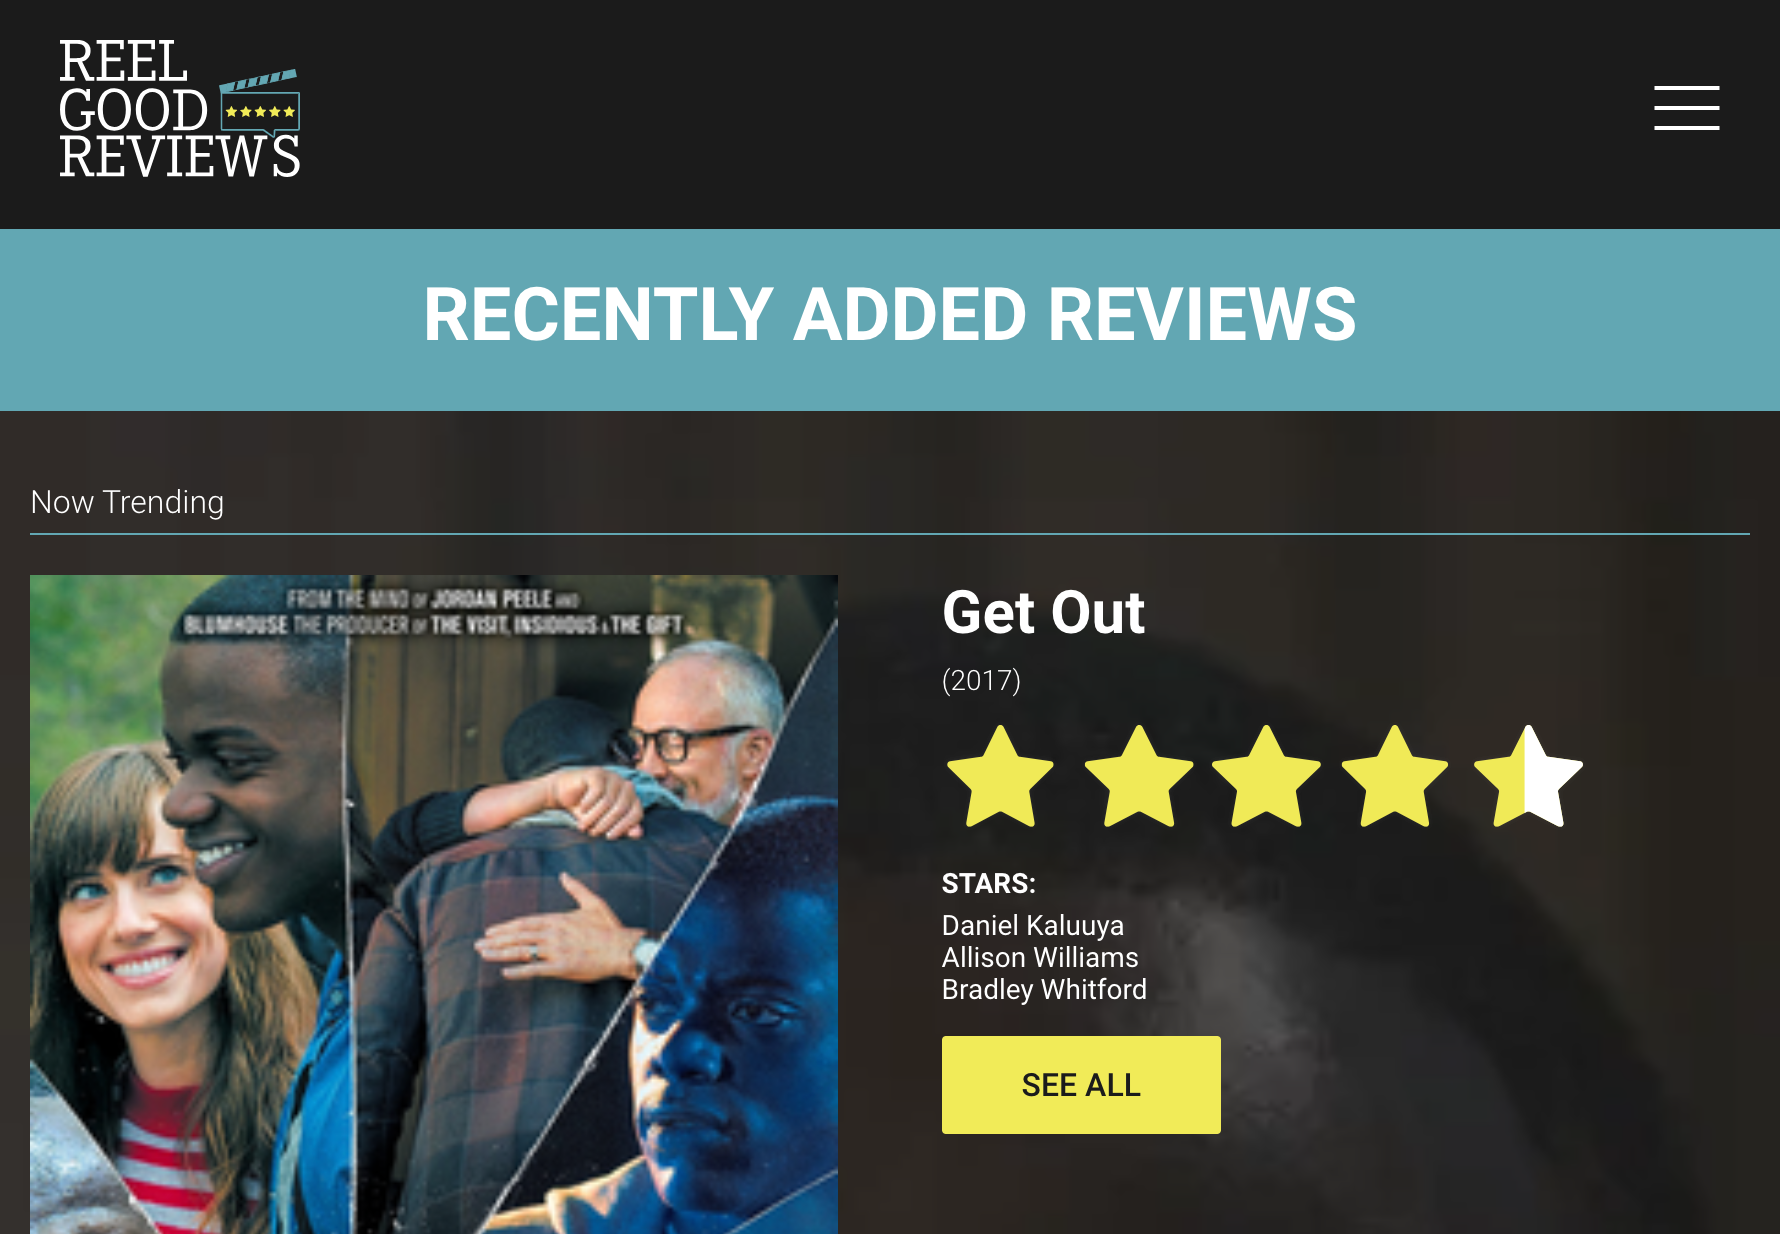 REEL
GOOD
REVIEWS
RECENTLY ADDED REVIEWS
Now Trending
FROM THE MIND OF JORDAN PEELE AND
BLUMHOUSE THE PRODUCER OF THE VISIT, INSIDIOUS & THE GIFT
Get Out
(2017)
STARS:
Daniel Kaluuya
Allison Williams
Bradley Whitford
SEE ALL